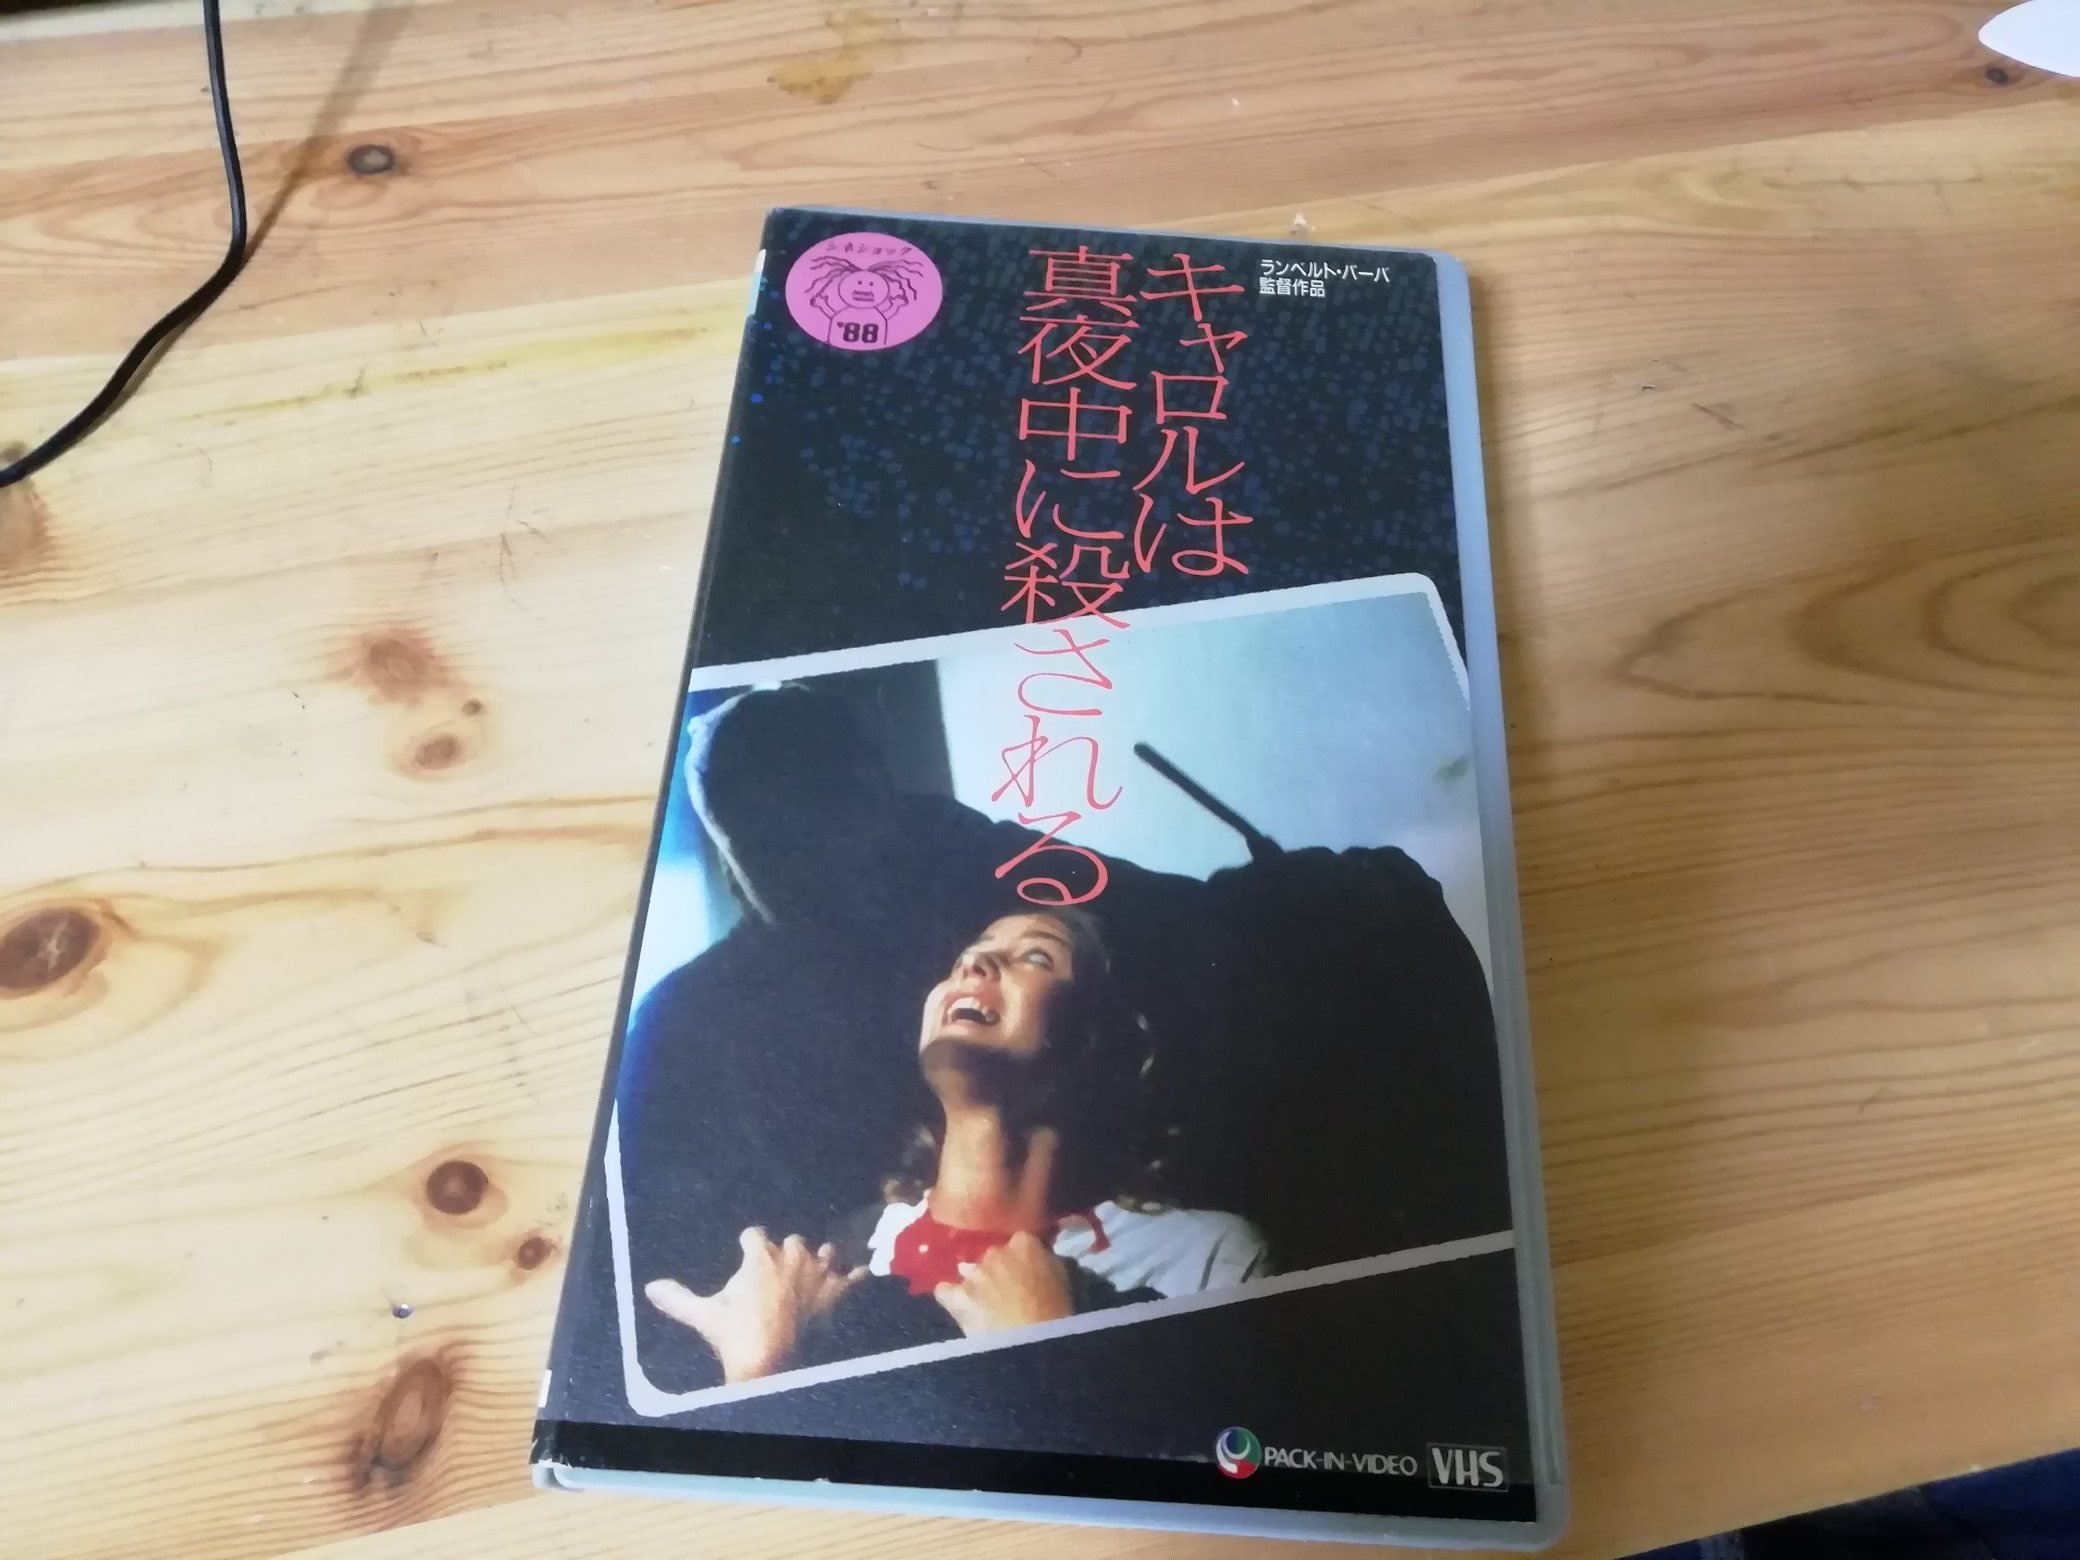 シネショック
'88
ランベルト・バーバ
監督作品
キャロルは
真夜中に殺される
PACK-IN-VIDEO
VHS